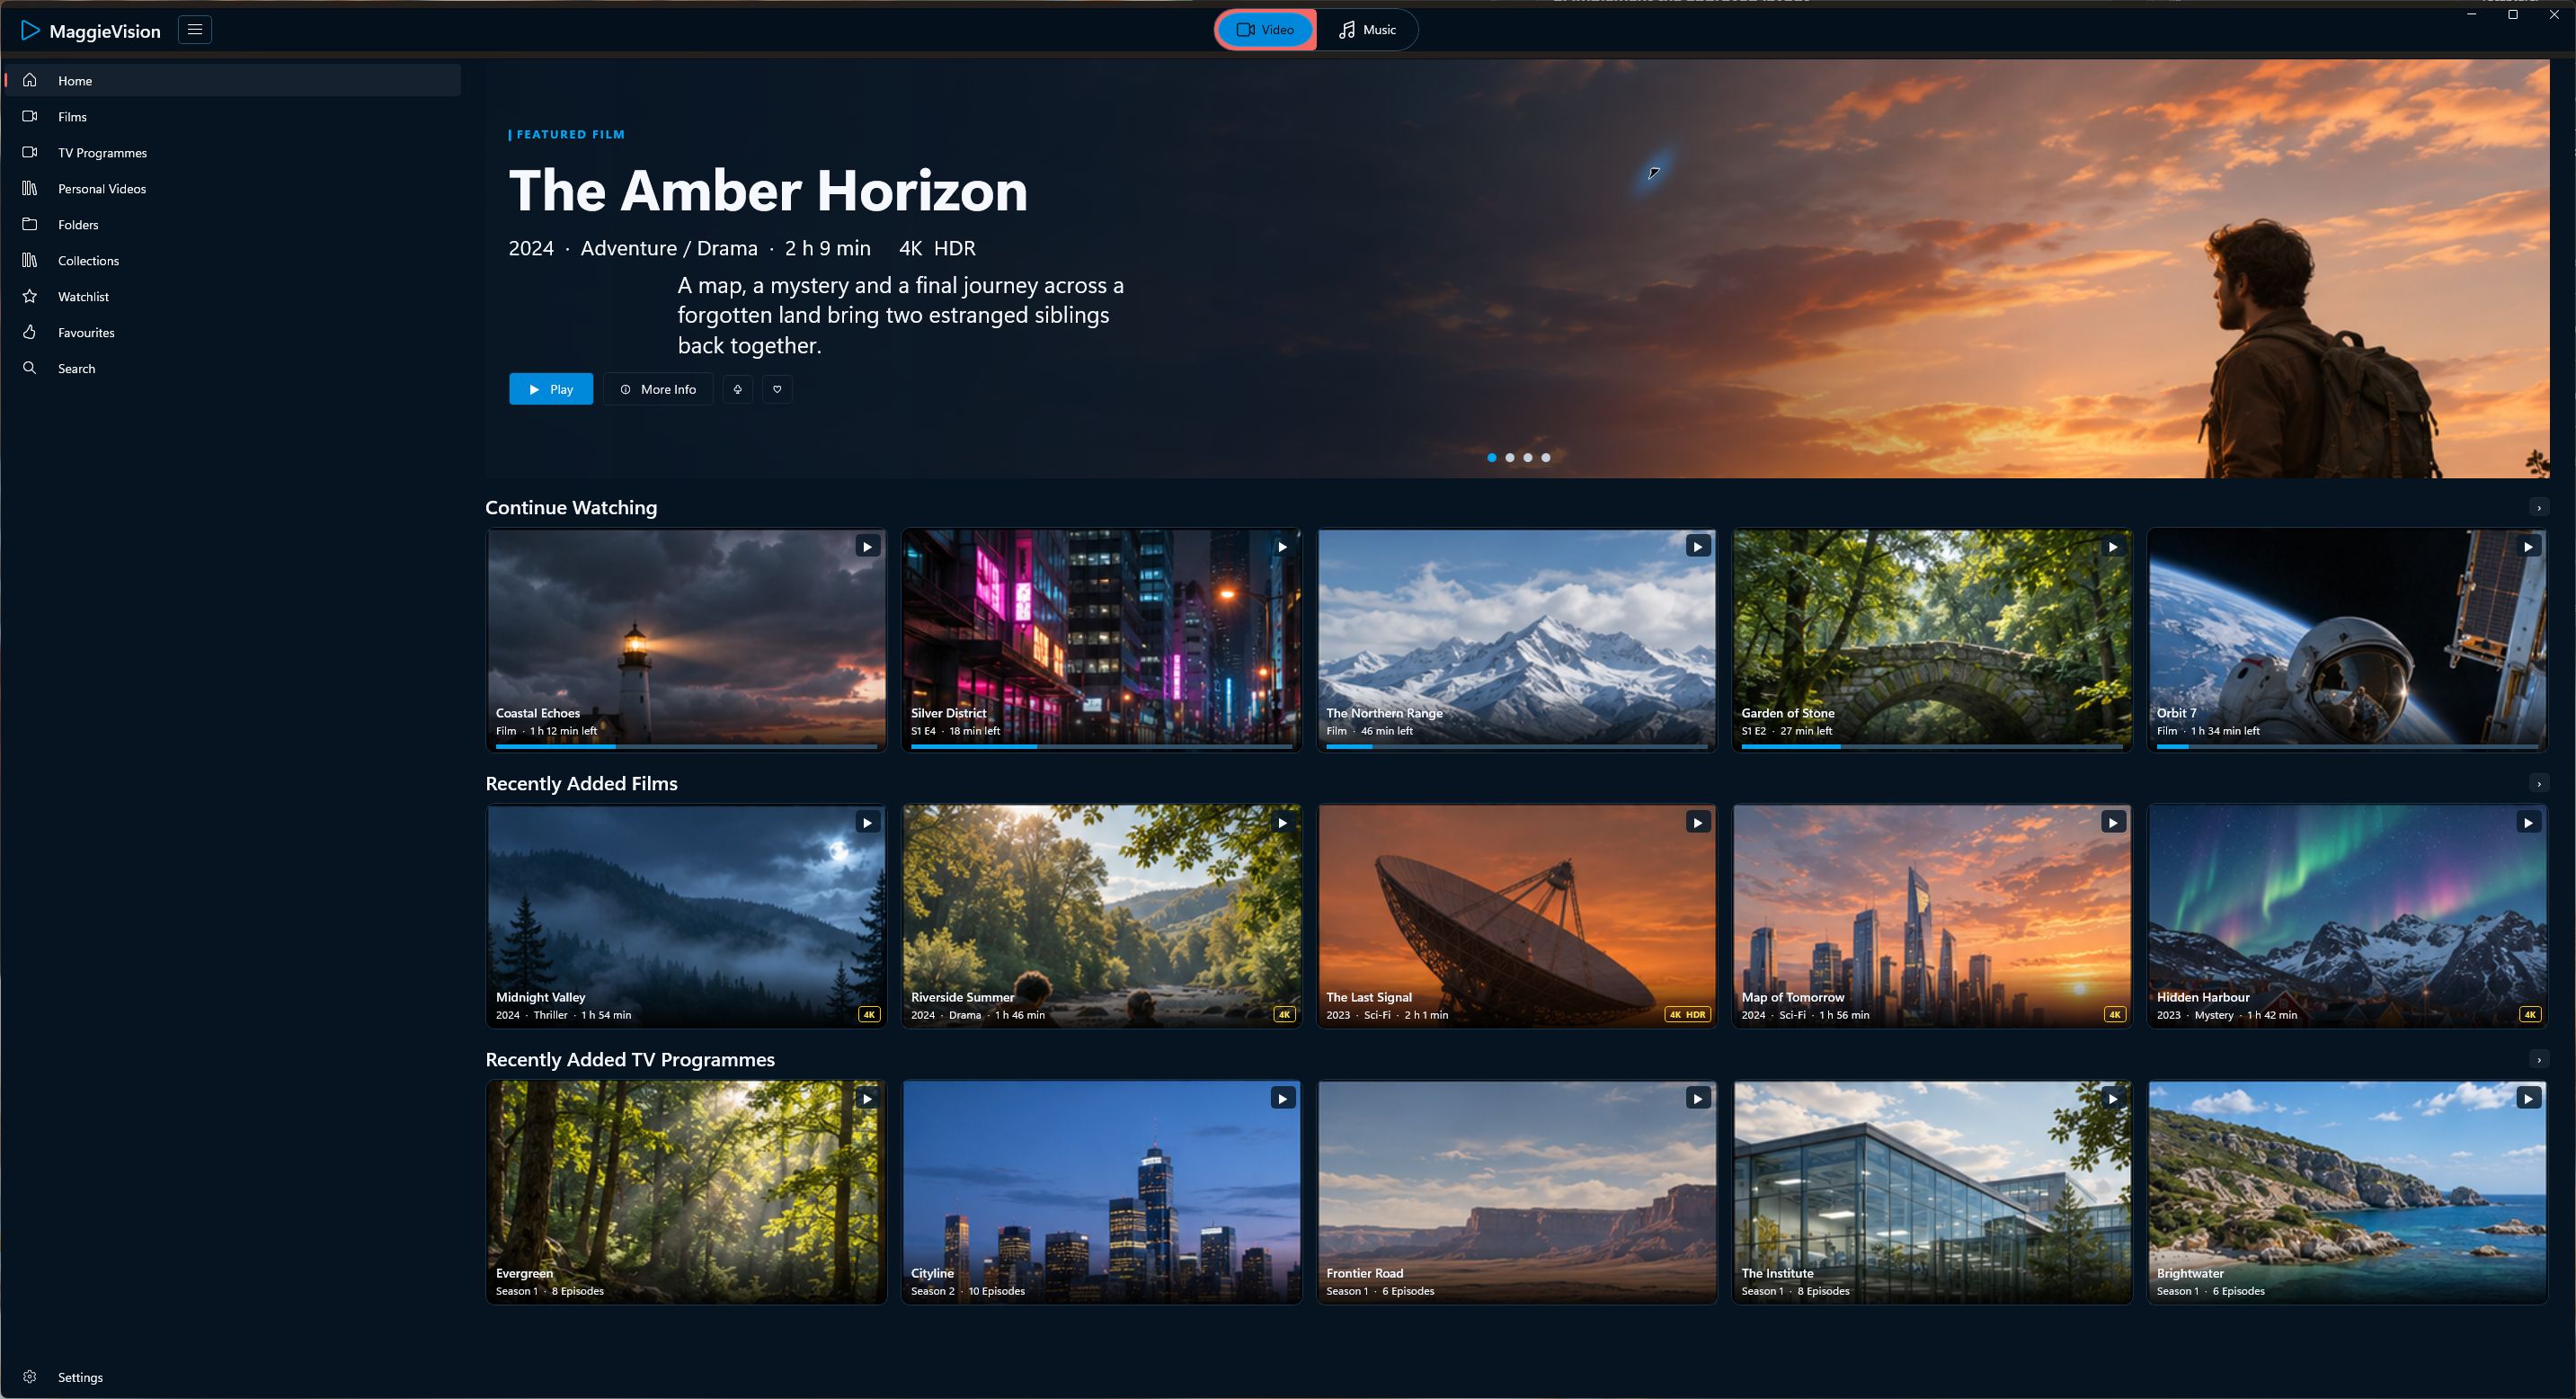 MaggieVision
Video
Music
Home
Films
TV Programmes
Personal Videos
Folders
Collections
Watchlist
Favourites
Search
Settings
FEATURED FILM
The Amber Horizon
2024 · Adventure / Drama · 2 h 9 min 4K HDR
A map, a mystery and a final journey across a
forgotten land bring two estranged siblings
back together.
Play
More Info
Continue Watching
Coastal Echoes
Film · 1 h 12 min left
Silver District
S1 E4 · 18 min left
The Northern Range
Film · 46 min left
Garden of Stone
S1 E2 · 27 min left
Orbit 7
Film · 1 h 34 min left
Recently Added Films
Midnight Valley
2024 · Thriller · 1 h 54 min
4K
Riverside Summer
2024 · Drama · 1 h 46 min
4K
The Last Signal
2023 · Sci-Fi · 2 h 1 min
4K HDR
Map of Tomorrow
2024 · Sci-Fi · 1 h 56 min
4K
Hidden Harbour
2023 · Mystery · 1 h 42 min
4K
Recently Added TV Programmes
Evergreen
Season 1 · 8 Episodes
Cityline
Season 2 · 10 Episodes
Frontier Road
Season 1 · 6 Episodes
The Institute
Season 1 · 8 Episodes
Brightwater
Season 1 · 6 Episodes